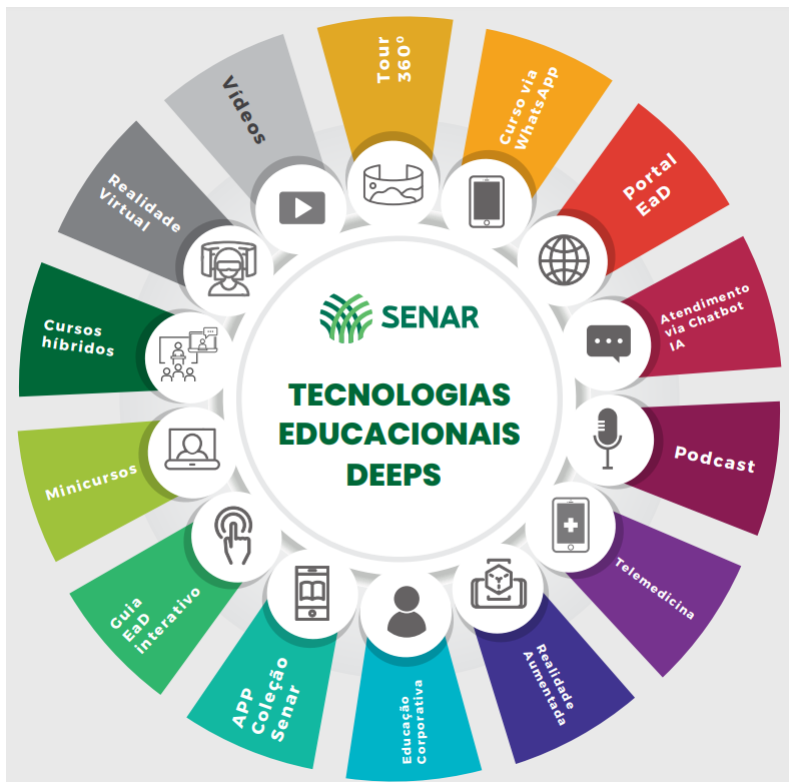 SENAR
TECNOLOGIAS
EDUCACIONAIS
DEEPS
Tour
360º
Curso via
WhatsApp
Portal
EaD
Atendimento
via Chatbot
IA
Podcast
Telemedicina
Realidade
Aumentada
Educação
Corporativa
APP
Coleção
Senar
Guia
EaD
interativo
Minicursos
Cursos
híbridos
Realidade
Virtual
Vídeos